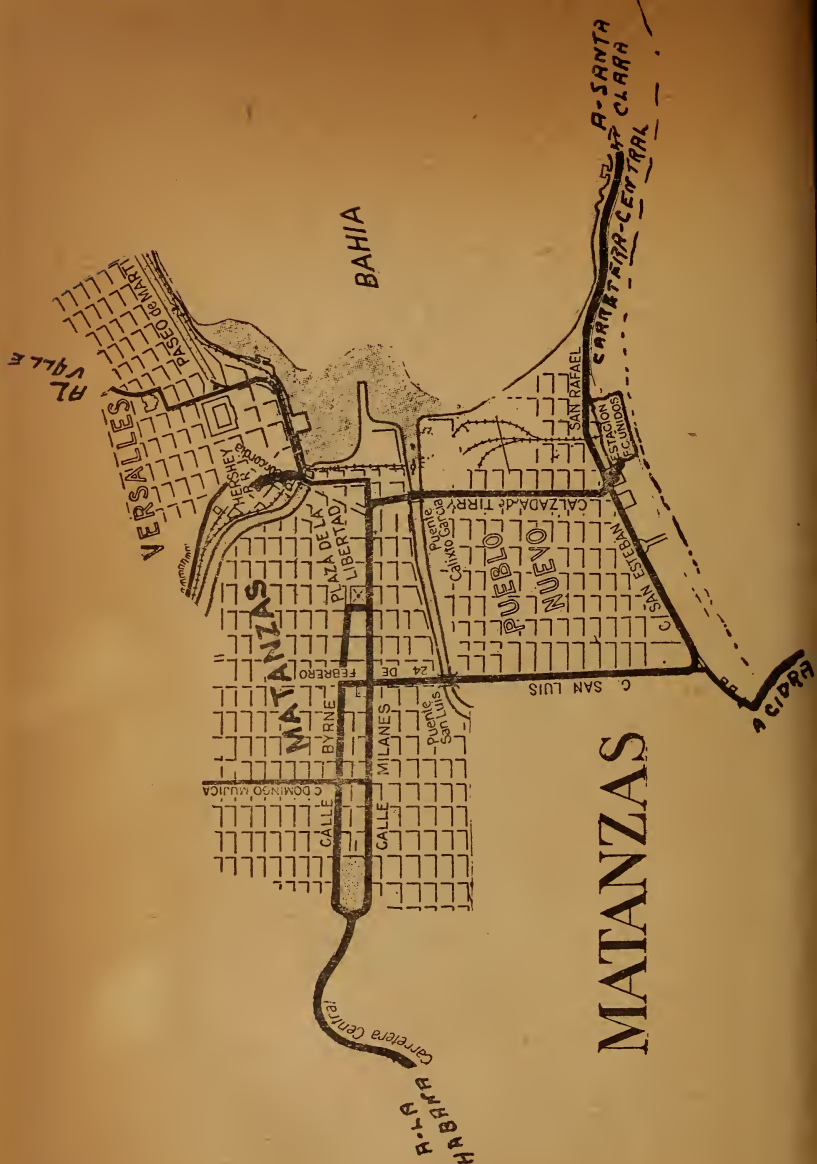 AL
VALLE
VERSALLES
PASEO de MARTI
HERSHEY
R.R.
Concordia
BAHIA
MATANZAS
PLAZA DE LA
LIBERTAD
24 DE FEBRERO
CALLE BYRNE
CALLE MILANES
C. DOMINGO MUJICA
Puente
San Luis
Puente
Calixto Garcia
CALZADA de TIRRY
PUEBLO
NUEVO
C. SAN LUIS
C. SAN ESTEBAN
SAN RAFAEL
ESTACION
F.C. UNIDOS
A-SANTA
CLARA
CARRETERA-CENTRAL
A CIDRA
Carretera Central
A-LA
HABANA
MATANZAS